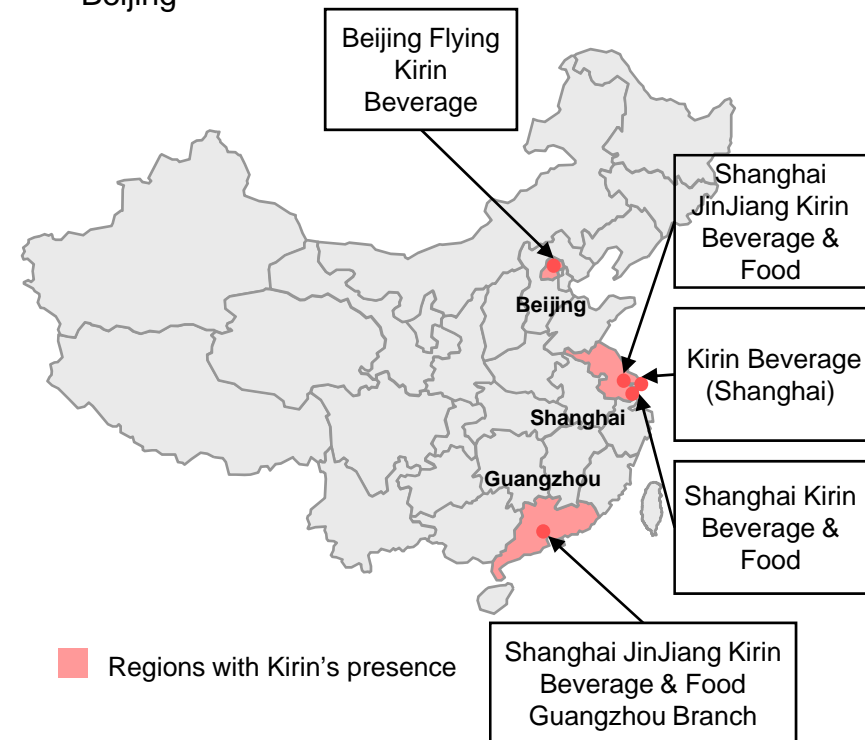 Beijing
Beijing Flying
Kirin
Beverage
Shanghai
JinJiang Kirin
Beverage &
Food
Beijing
Kirin Beverage
(Shanghai)
Shanghai
Guangzhou
Shanghai Kirin
Beverage &
Food
Regions with Kirin's presence
Shanghai JinJiang Kirin
Beverage & Food
Guangzhou Branch